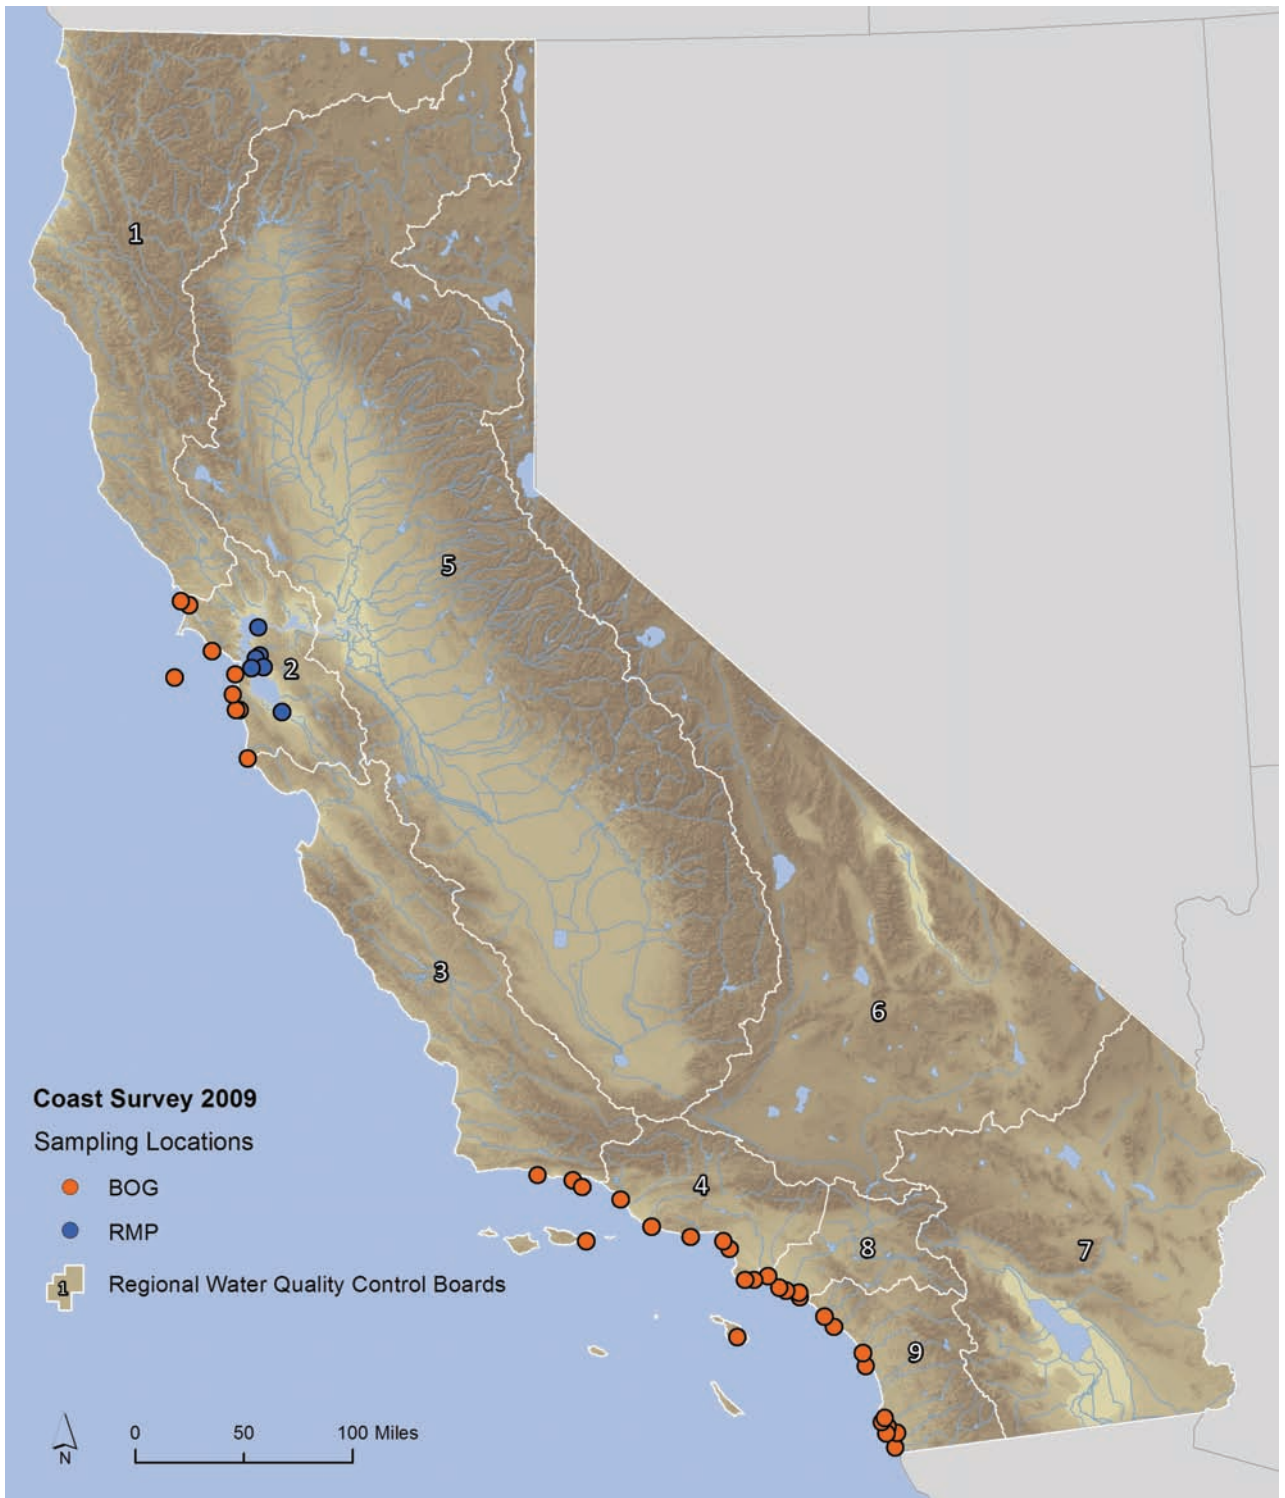 1
5
2
3
6
4
8
7
9
Coast Survey 2009
Sampling Locations
BOG
RMP
1 Regional Water Quality Control Boards
0 50 100 Miles
N